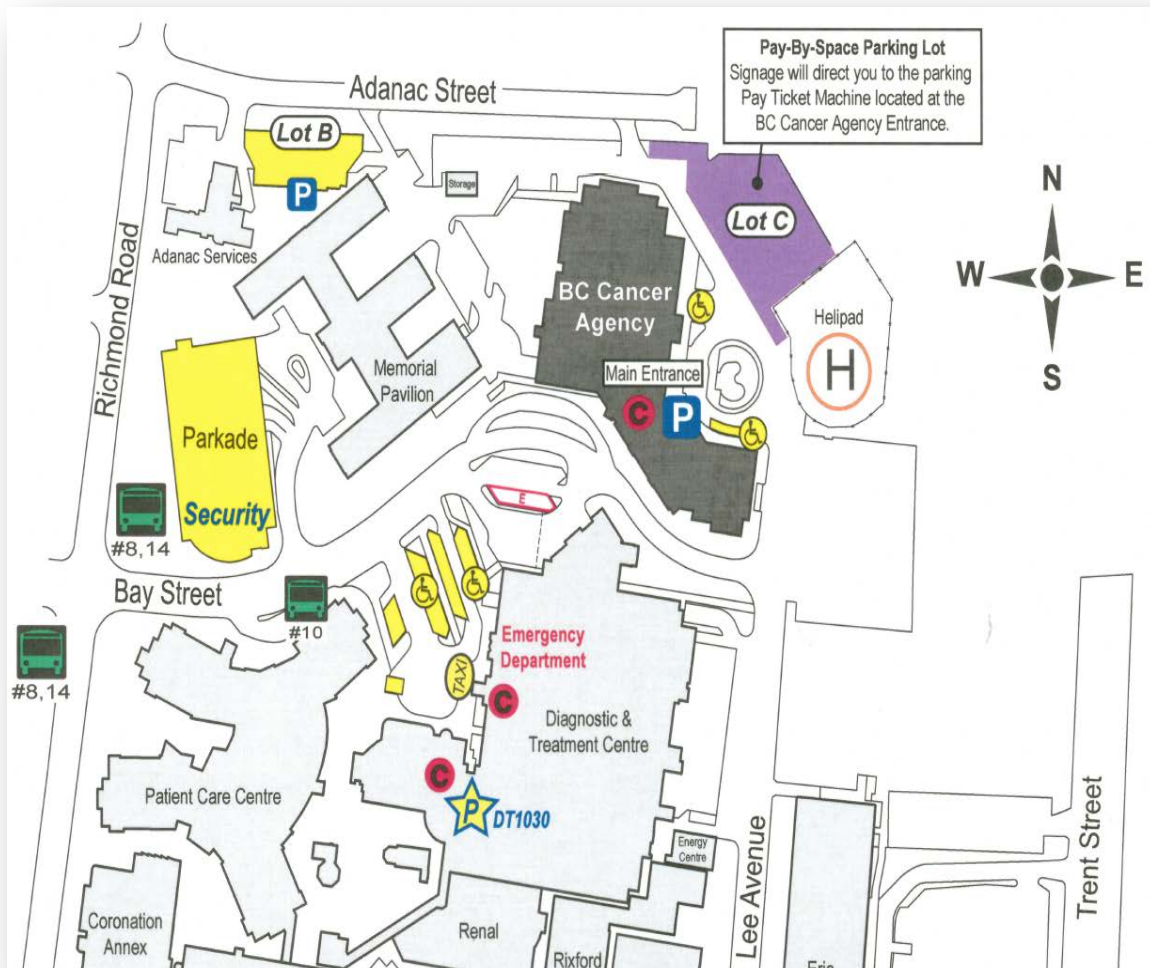 Pay-By-Space Parking Lot
Signage will direct you to the parking
Pay Ticket Machine located at the
BC Cancer Agency Entrance.
Adanac Street
Lot B
P
Storage
Lot C
N
W
E
S
Adanac Services
Richmond Road
BC Cancer
Agency
Helipad
H
Main Entrance
Memorial
Pavilion
C
P
Parkade
Security
E
#8,14
Bay Street
#10
#8,14
Emergency
Department
TAXI
C
Diagnostic &
Treatment Centre
C
Patient Care Centre
P
DT1030
Energy
Centre
Lee Avenue
Trent Street
Coronation
Annex
Renal
Rixford